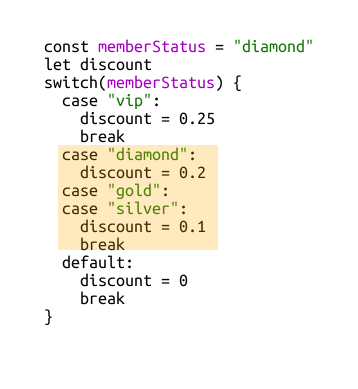 const memberStatus = "diamond"
let discount
switch(memberStatus) {
  case "vip":
    discount = 0.25
    break
  case "diamond":
    discount = 0.2
  case "gold":
  case "silver":
    discount = 0.1
    break
  default:
    discount = 0
    break
}